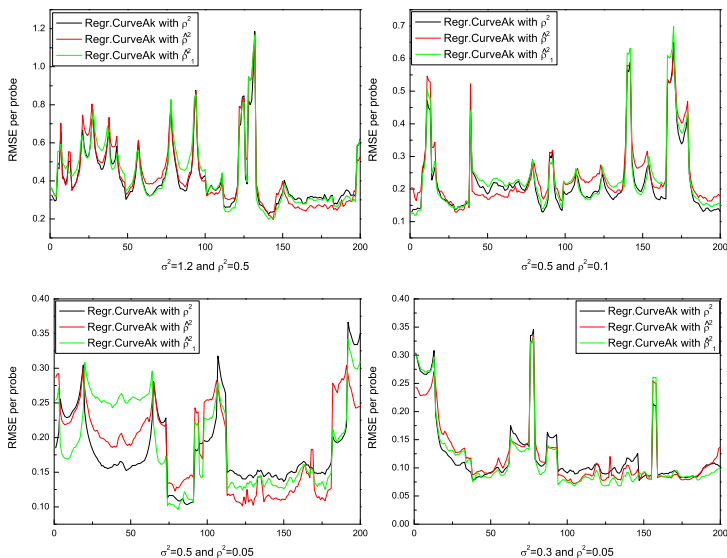 Regr.CurveAk with ρ²
Regr.CurveAk with ρ̂²
Regr.CurveAk with ρ̂²₁
RMSE per probe
1.2
1.0
0.8
0.6
0.4
0.2
0 50 100 150 200
σ²=1.2 and ρ²=0.5
Regr.CurveAk with ρ²
Regr.CurveAk with ρ̂²
Regr.CurveAk with ρ̂²₁
RMSE per probe
0.7
0.6
0.5
0.4
0.3
0.2
0.1
0 50 100 150 200
σ²=0.5 and ρ²=0.1
Regr.CurveAk with ρ²
Regr.CurveAk with ρ̂²
Regr.CurveAk with ρ̂²₁
RMSE per probe
0.40
0.35
0.30
0.25
0.20
0.15
0.10
0 50 100 150 200
σ²=0.5 and ρ²=0.05
Regr.CurveAk with ρ²
Regr.CurveAk with ρ̂²
Regr.CurveAk with ρ̂²₁
RMSE per probe
0.40
0.35
0.30
0.25
0.20
0.15
0.10
0.05
0.00
0 50 100 150 200
σ²=0.3 and ρ²=0.05